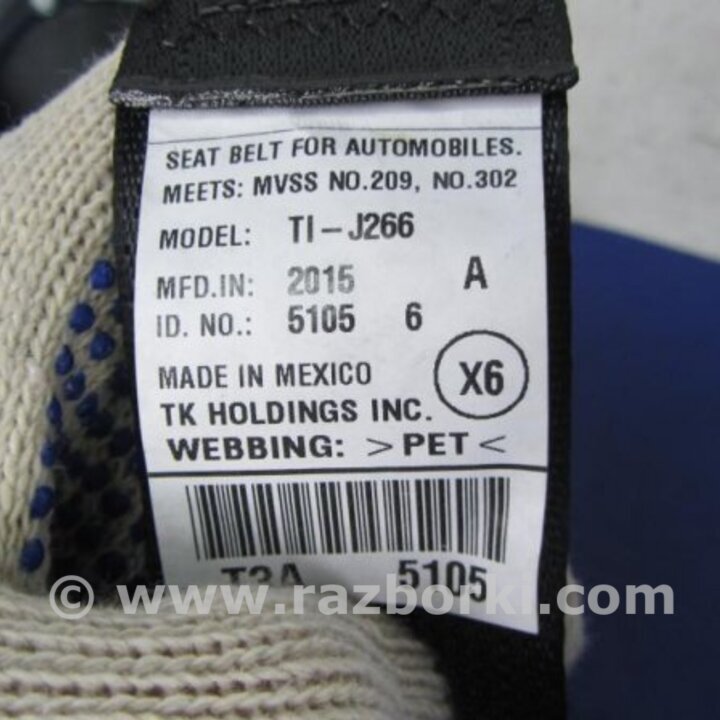 SEAT BELT FOR AUTOMOBILES.
MEETS: MVSS NO.209, NO.302
MODEL: TI-J266
MFD.IN: 2015 A
ID. NO.: 5105 6
MADE IN MEXICO X6
TK HOLDINGS INC.
WEBBING: >PET<
T3A 5105
© www.razborki.com